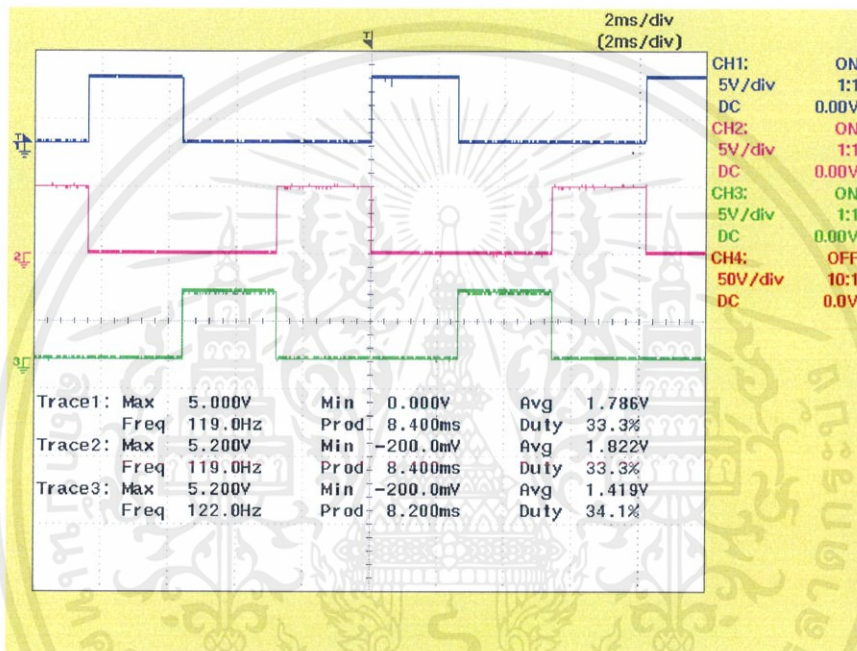 2ms/div
(2ms/div)
CH1: ON
5V/div 1:1
DC 0.00V
CH2: ON
5V/div 1:1
DC 0.00V
CH3: ON
5V/div 1:1
DC 0.00V
CH4: OFF
50V/div 10:1
DC 0.0V
T
T
1
2
3
Trace1: Max 5.000V Min 0.000V Avg 1.786V
Freq 119.0Hz Prod 8.400ms Duty 33.3%
Trace2: Max 5.200V Min -200.0mV Avg 1.822V
Freq 119.0Hz Prod 8.400ms Duty 33.3%
Trace3: Max 5.200V Min -200.0mV Avg 1.419V
Freq 122.0Hz Prod 8.200ms Duty 34.1%